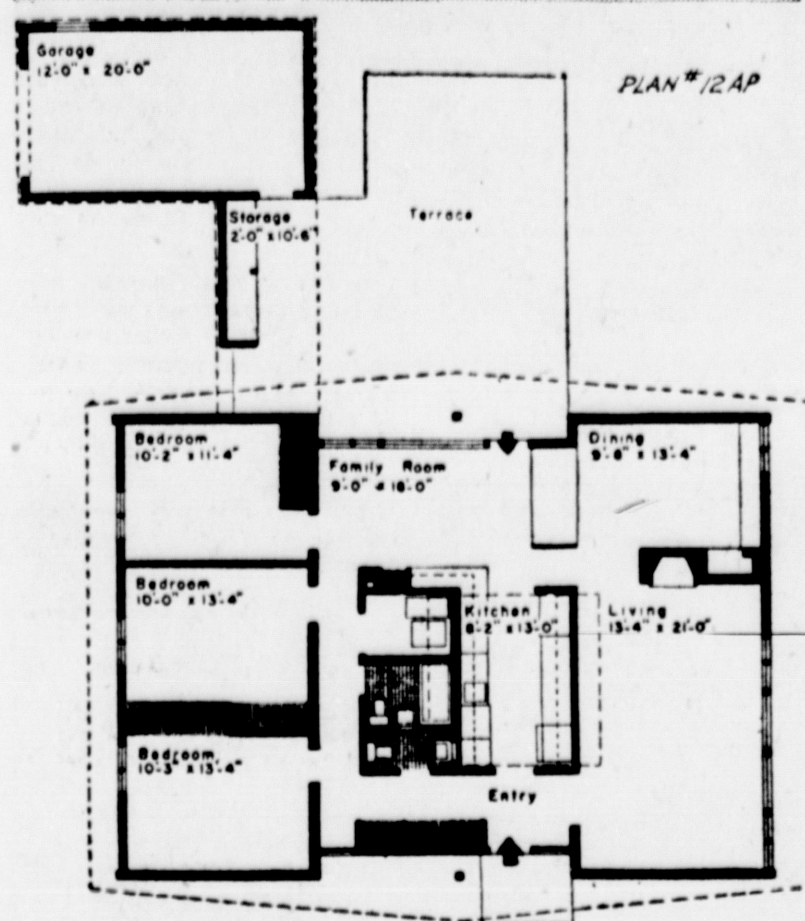 Garage
12'-0" x 20'-0"
PLAN #12AP
Storage
2'-0" x 10'-6"
Terrace
Bedroom
10'-2" x 11'-4"
Family Room
9'-0" x 18'-0"
Dining
9'-8" x 13'-4"
Bedroom
10'-0" x 13'-4"
Kitchen
8'-2" x 13'-0"
Living
13'-4" x 21'-0"
Bedroom
10'-3" x 13'-4"
Entry